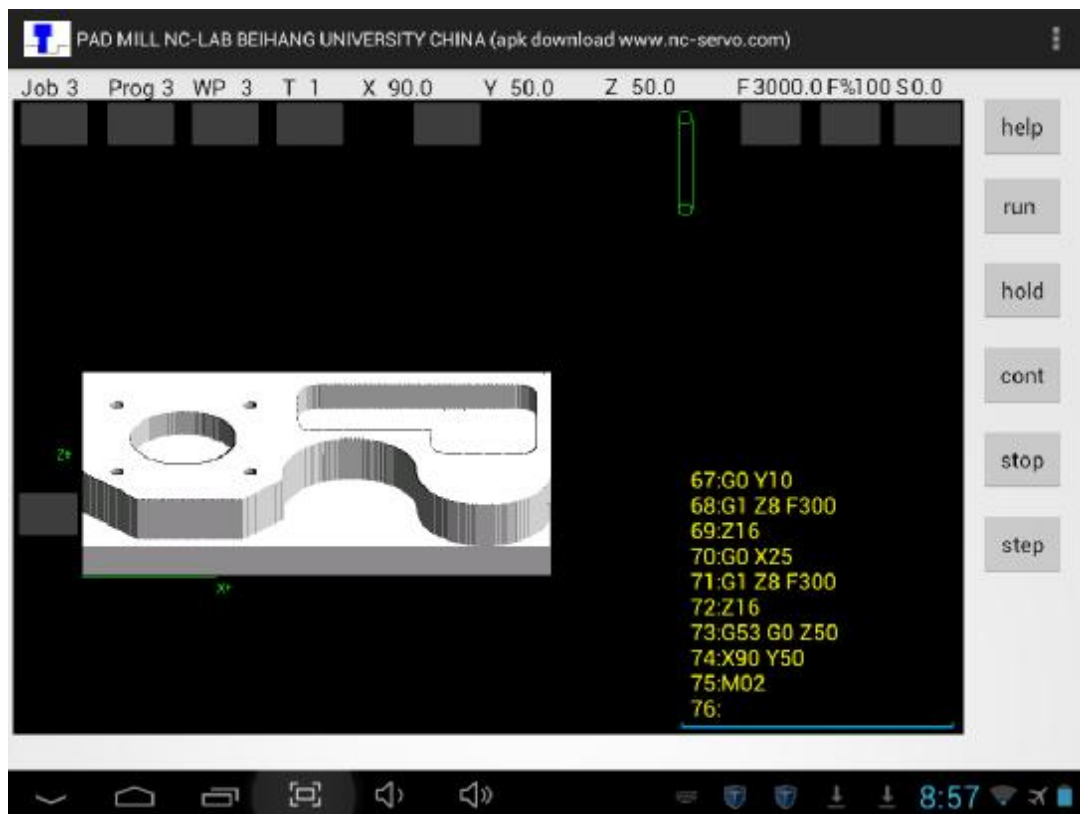 PAD MILL NC-LAB BEIHANG UNIVERSITY CHINA (apk download www.nc-servo.com)
Job 3 Prog 3 WP 3 T 1 X 90.0 Y 50.0 Z 50.0 F3000.0 F%100 S0.0
help
run
hold
cont
stop
step
Z+
X+
67:G0 Y10
68:G1 Z8 F300
69:Z16
70:G0 X25
71:G1 Z8 F300
72:Z16
73:G53 G0 Z50
74:X90 Y50
75:M02
76:
8:57